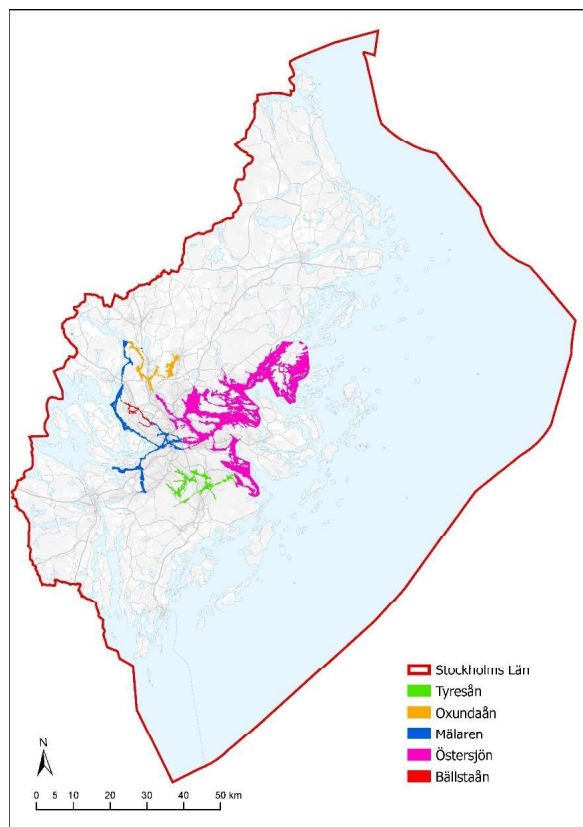 Stockholms Län
Tyresån
Oxundaån
Mälaren
Östersjön
Bällstaån
N
0 5 10 20 30 40 50 km